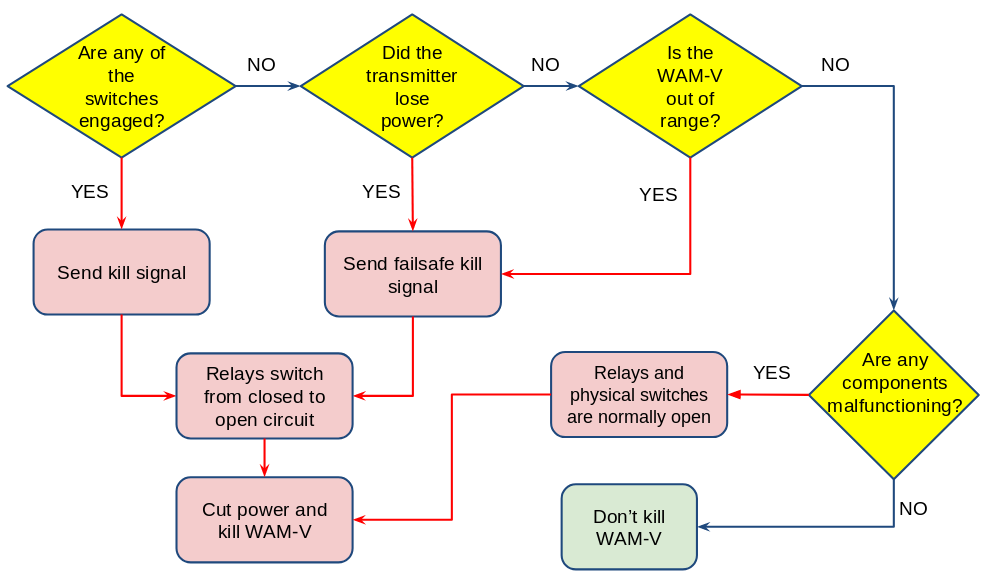 Are any of
the
switches
engaged?
NO
Did the
transmitter
lose
power?
NO
Is the
WAM-V
out of
range?
NO
YES
YES
YES
Send kill signal
Send failsafe kill
signal
Relays switch
from closed to
open circuit
Relays and
physical switches
are normally open
YES
Are any
components
malfunctioning?
Cut power and
kill WAM-V
Don’t kill
WAM-V
NO